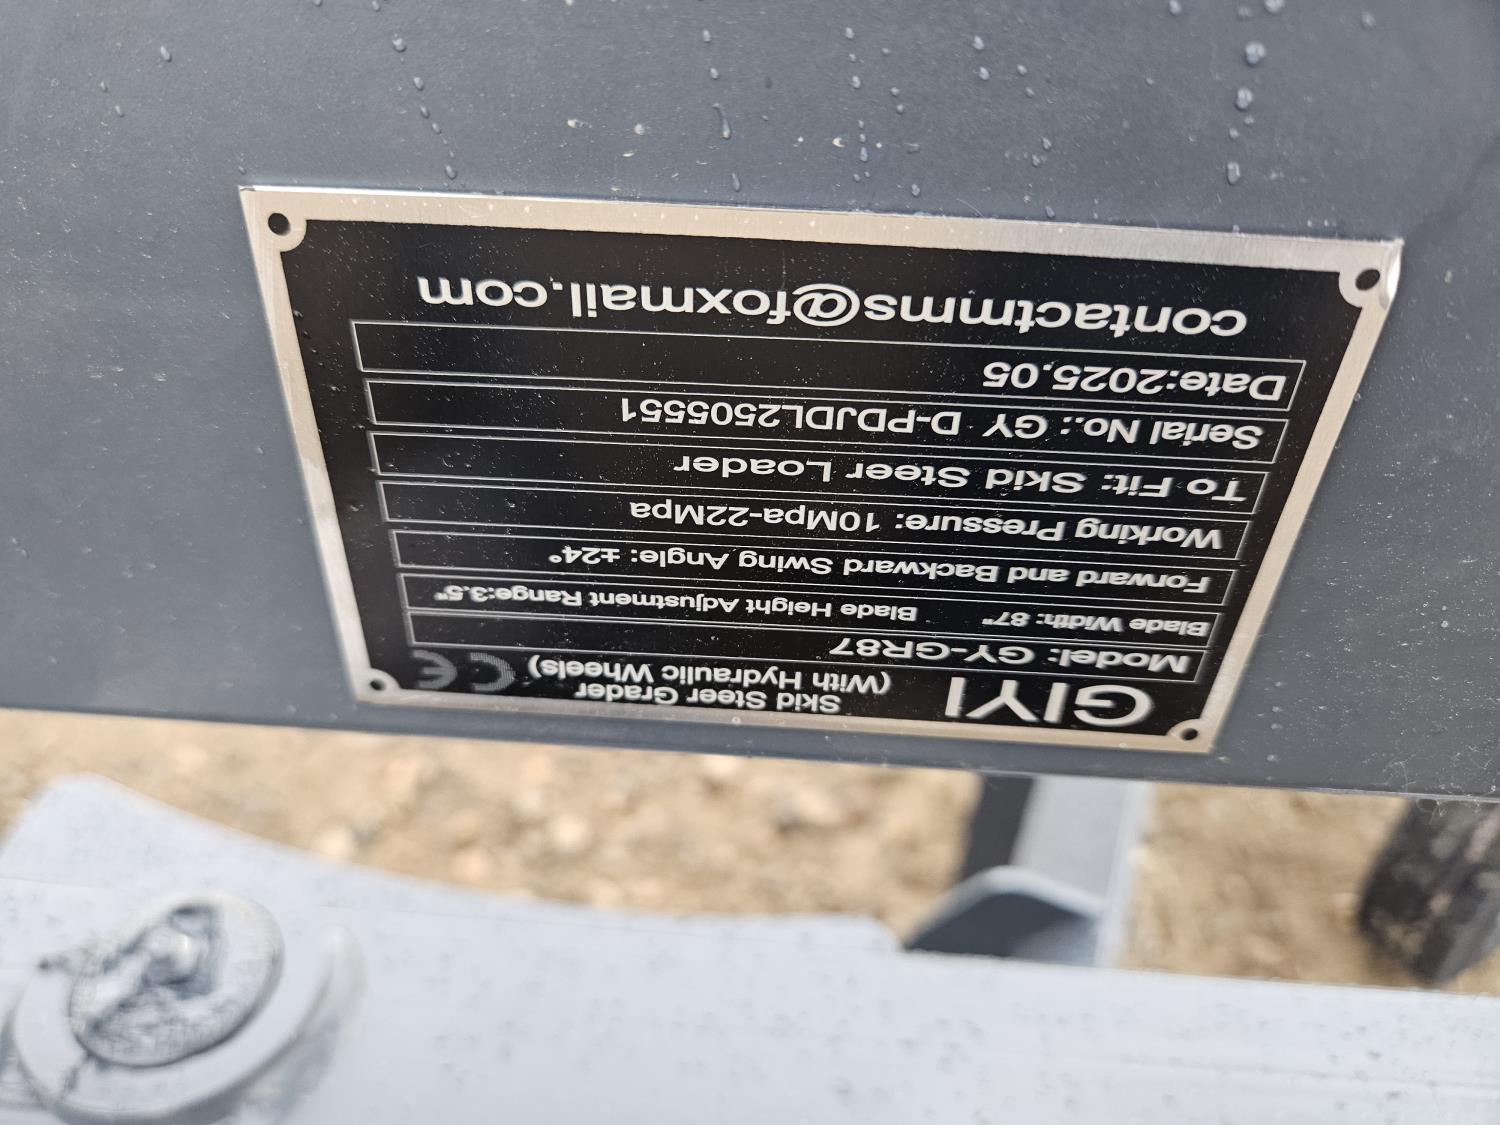 GIYI
Skid Steer Grader
(With Hydraulic Wheels)
CE
Model: GY-GR87
Blade Width: 87" Blade Height Adjustment Range:3.5"
Forward and Backward Swing Angle: ±24°
Working Pressure: 10Mpa-22Mpa
To Fit: Skid Steer Loader
Serial No.: GY D-PDJDL2505551
Date:2025.05
contactmms@foxmail.com